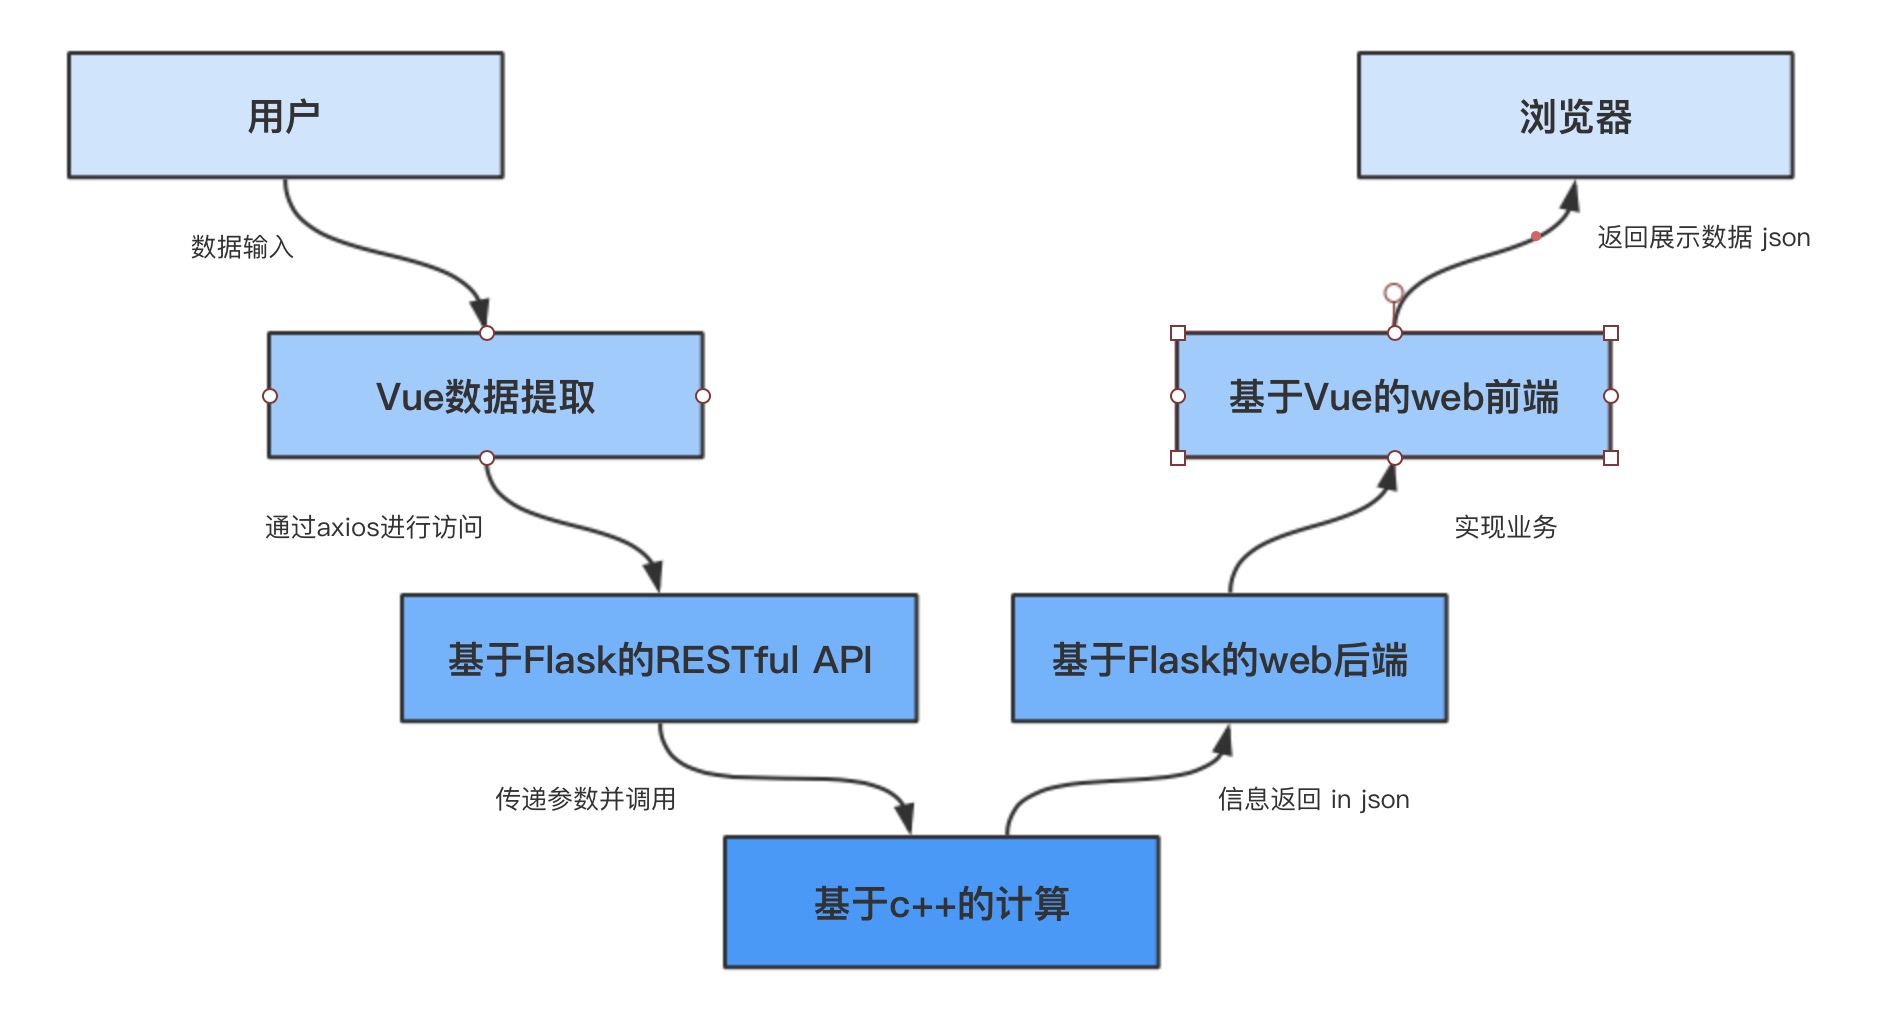 用户
浏览器
数据输入
返回展示数据 json
Vue数据提取
基于Vue的web前端
通过axios进行访问
实现业务
基于Flask的RESTful API
基于Flask的web后端
传递参数并调用
信息返回 in json
基于c++的计算